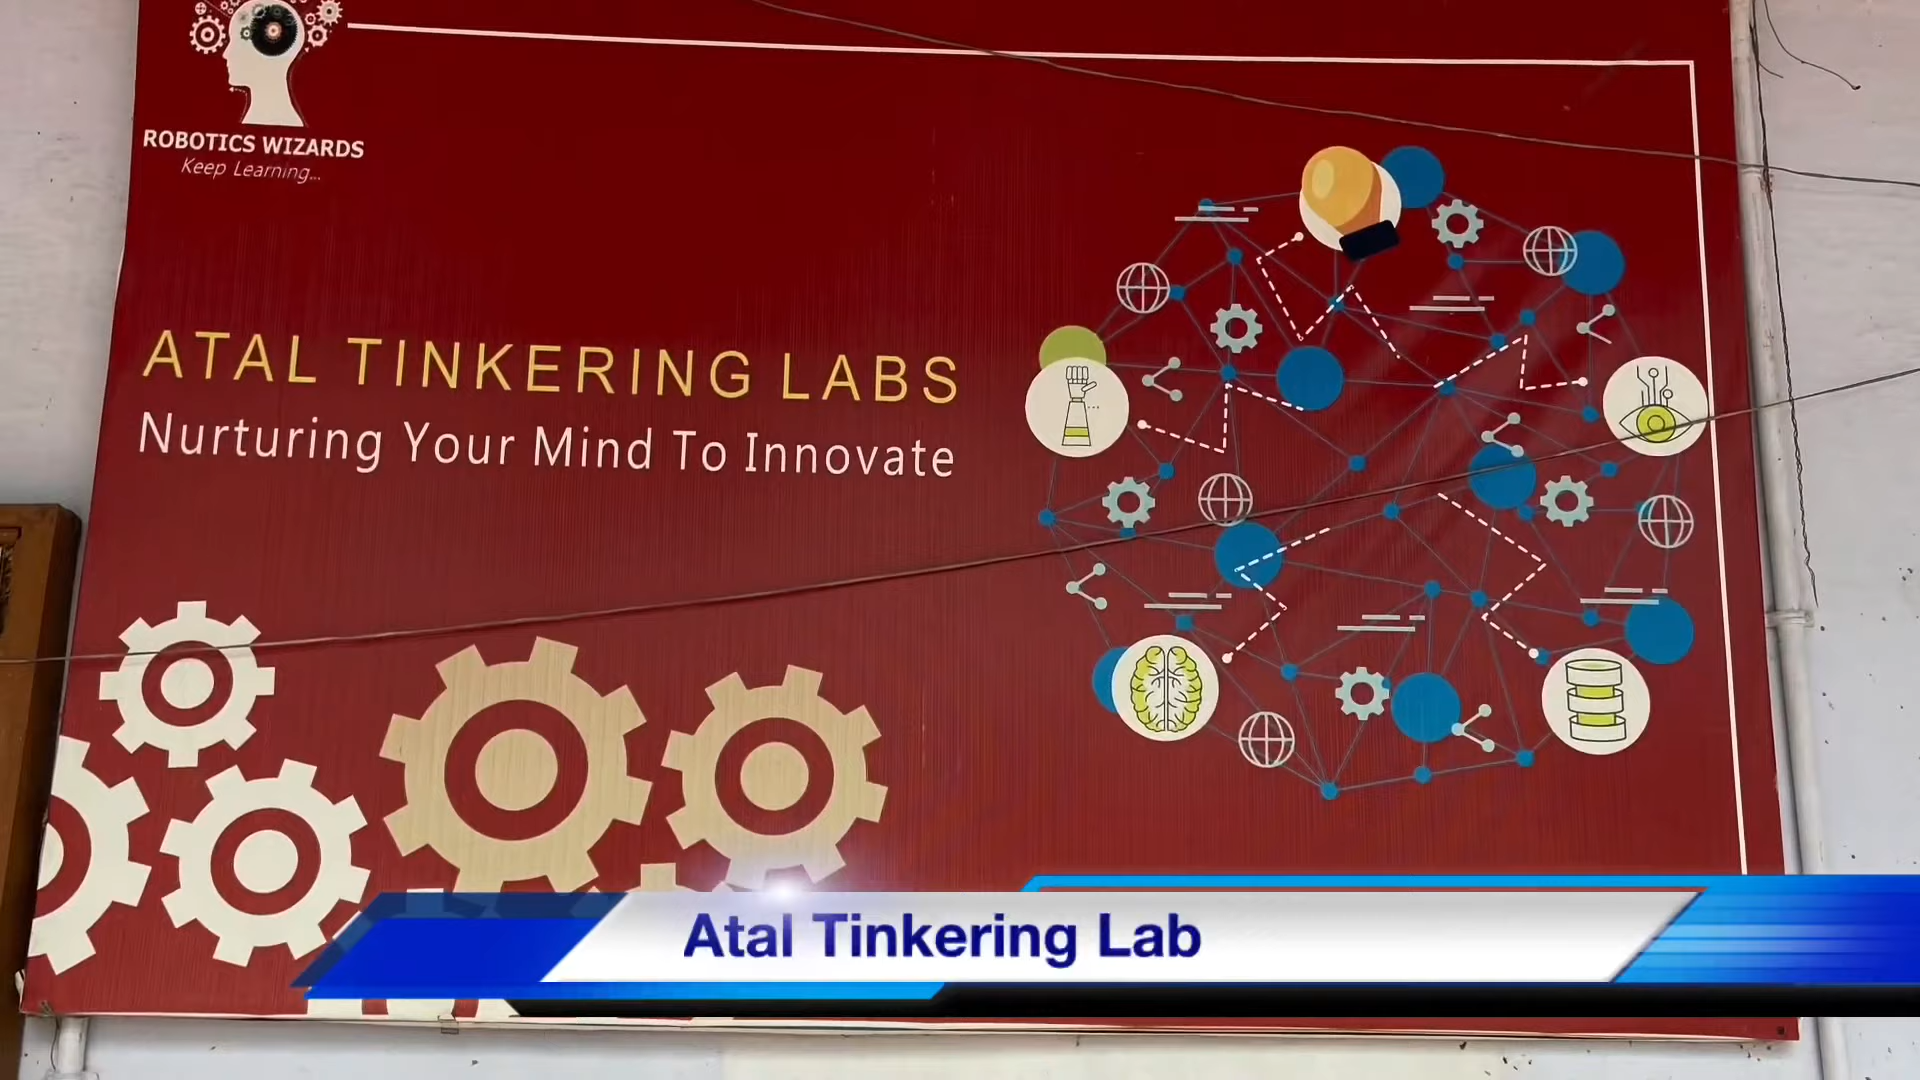 ROBOTICS WIZARDS
Keep Learning...
ATAL TINKERING LABS
Nurturing Your Mind To Innovate
Atal Tinkering Lab